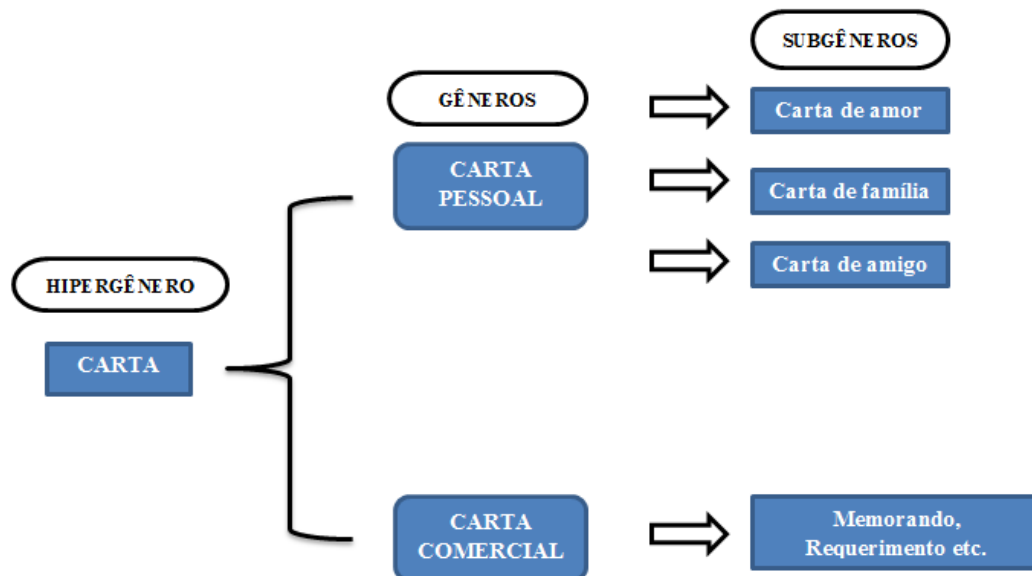 SUBGÊNEROS
GÊNEROS
Carta de amor
CARTA
PESSOAL
Carta de família
Carta de amigo
HIPERGÊNERO
CARTA
CARTA
COMERCIAL
Memorando,
Requerimento etc.